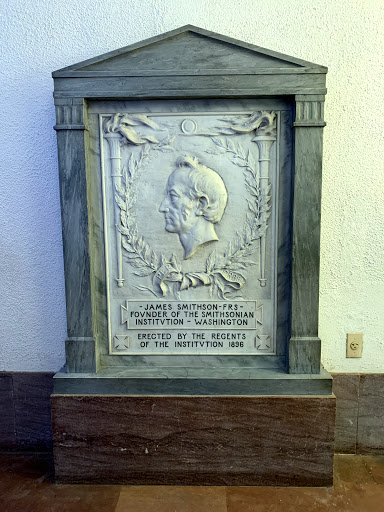 - JAMES SMITHSON-FRS-
FOVNDER OF THE SMITHSONIAN
INSTITVTION - WASHINGTON
ERECTED BY THE REGENTS
OF THE INSTITVTION 1896